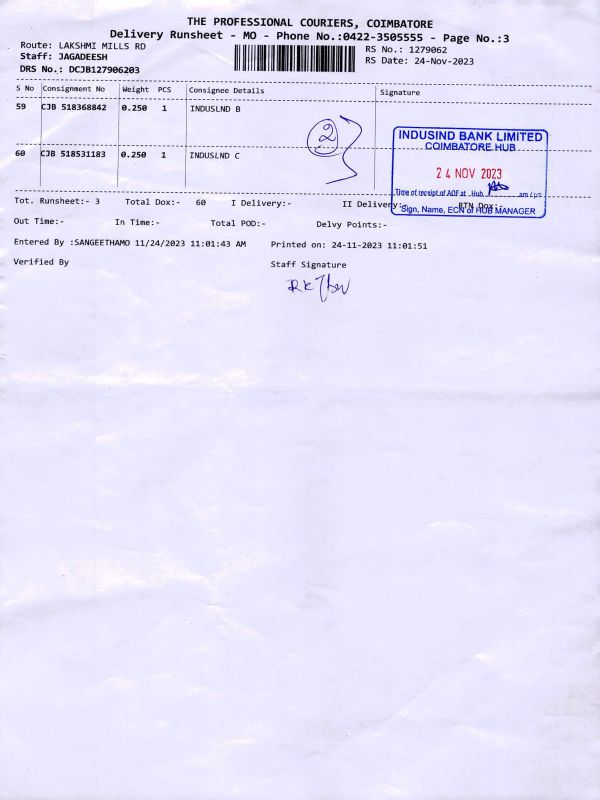 THE PROFESSIONAL COURIERS, COIMBATORE
Delivery Runsheet - MO - Phone No.:0422-3505555 - Page No.:3
Route: LAKSHMI MILLS RD
RS No.: 1279062
Staff: JAGADEESH
RS Date: 24-Nov-2023
DRS No.: DCJB127906203
S No Consignment No Weight PCS Consignee Details Signature
59 CJB 518368842 0.250 1 INDUSLND B
2
60 CJB 518531183 0.250 1 INDUSLND C
INDUSIND BANK LIMITED
COIMBATORE HUB
24 NOV 2023
Time of receipt of AOF at Hub am / pm
Sign, Name, ECN of HUB MANAGER
Tot. Runsheet:- 3 Total Dox:- 60 I Delivery:- II Delivery:- RTN Dox:-
Out Time:- In Time:- Total POD:- Delvy Points:-
Entered By :SANGEETHAMO 11/24/2023 11:01:43 AM Printed on: 24-11-2023 11:01:51
Verified By Staff Signature